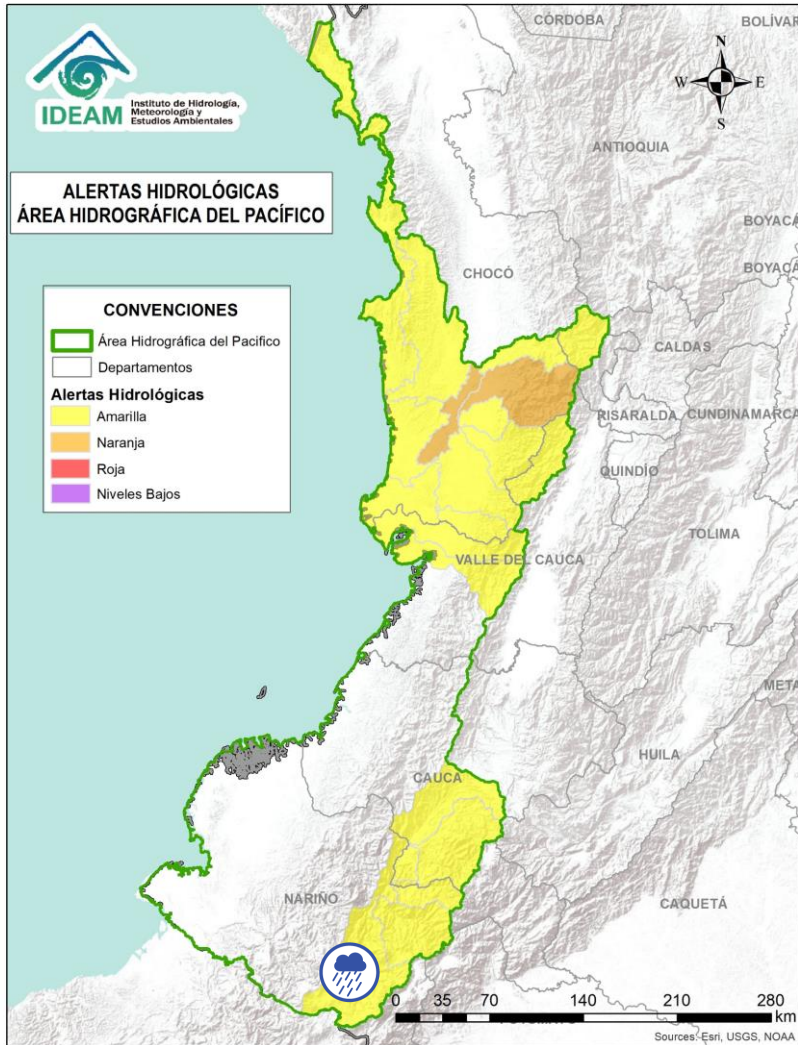 IDEAM
Instituto de Hidrología,
Meteorología y
Estudios Ambientales
ALERTAS HIDROLÓGICAS
ÁREA HIDROGRÁFICA DEL PACÍFICO
CONVENCIONES
Área Hidrográfica del Pacifico
Departamentos
Alertas Hidrológicas
Amarilla
Naranja
Roja
Niveles Bajos
N
W E
S
CÓRDOBA
BOLÍVAR
ANTIOQUIA
BOYACÁ
BOYACÁ
CHOCÓ
CALDAS
RISARALDA
CUNDINAMARCA
QUINDÍO
TOLIMA
VALLE DEL CAUCA
META
HUILA
CAUCA
NARIÑO
CAQUETÁ
0 35 70 140 210 280
km
Sources: Esri, USGS, NOAA